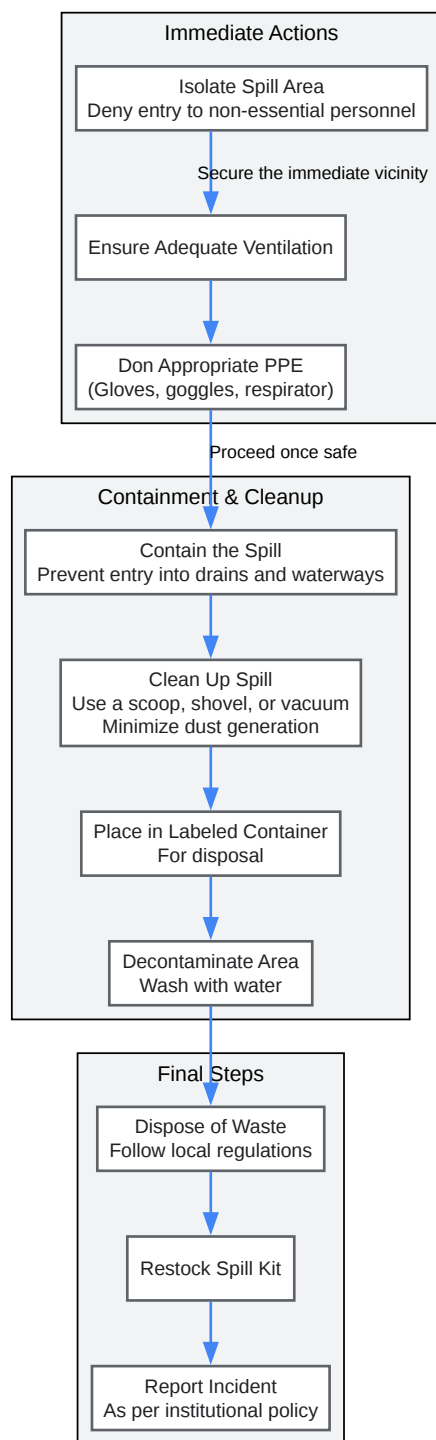 Immediate Actions
Isolate Spill Area
Deny entry to non-essential personnel
Secure the immediate vicinity
Ensure Adequate Ventilation
Don Appropriate PPE
(Gloves, goggles, respirator)
Proceed once safe
Containment & Cleanup
Contain the Spill
Prevent entry into drains and waterways
Clean Up Spill
Use a scoop, shovel, or vacuum
Minimize dust generation
Place in Labeled Container
For disposal
Decontaminate Area
Wash with water
Final Steps
Dispose of Waste
Follow local regulations
Restock Spill Kit
Report Incident
As per institutional policy